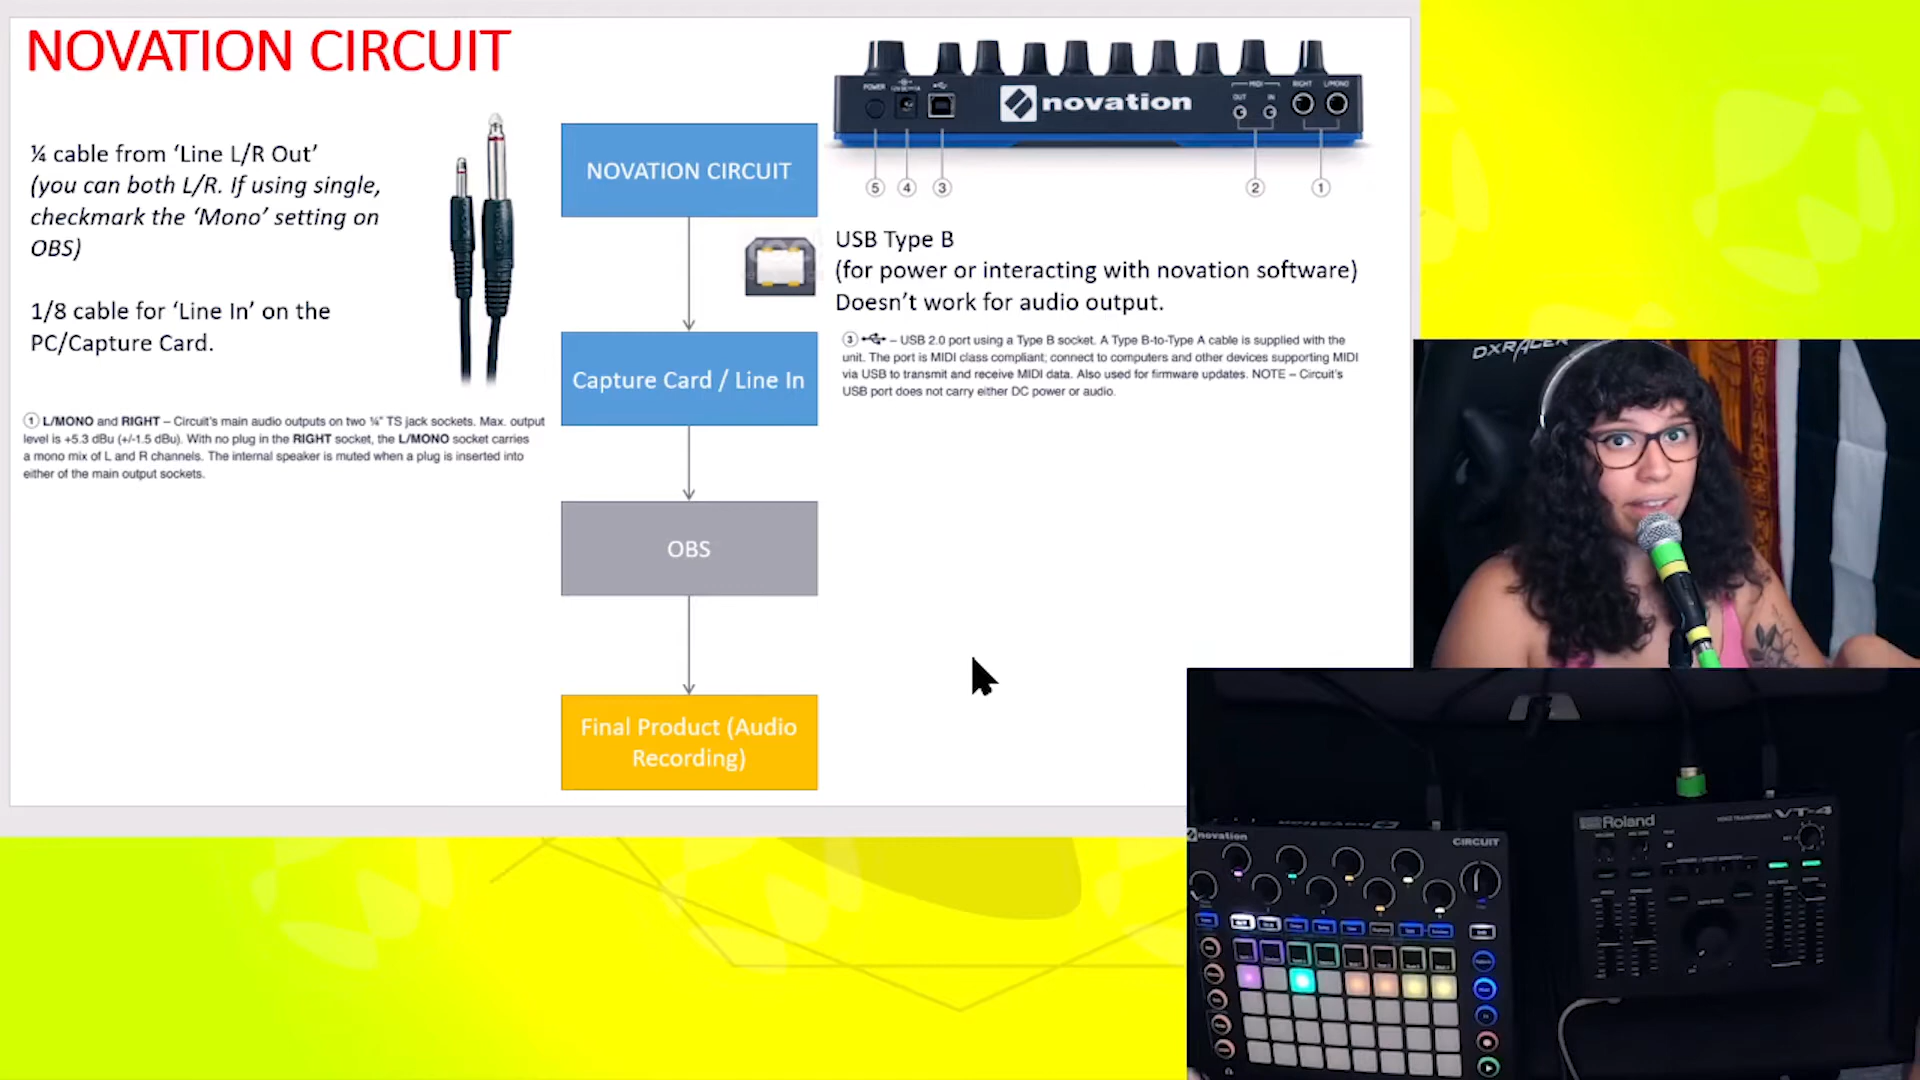 NOVATION CIRCUIT
¼ cable from ‘Line L/R Out’
(you can both L/R. If using single,
checkmark the ‘Mono’ setting on
OBS)
1/8 cable for ‘Line In’ on the
PC/Capture Card.
① L/MONO and RIGHT – Circuit's main audio outputs on two ¼" TS jack sockets. Max. output
level is +5.3 dBu (+/-1.5 dBu). With no plug in the RIGHT socket, the L/MONO socket carries
a mono mix of L and R channels. The internal speaker is muted when a plug is inserted into
either of the main output sockets.
NOVATION CIRCUIT
Capture Card / Line In
OBS
Final Product (Audio
Recording)
POWER
novation
MIDI
OUT
IN
RIGHT
L/MONO
⑤ ④ ③ ② ①
USB Type B
(for power or interacting with novation software)
Doesn’t work for audio output.
③ – USB 2.0 port using a Type B socket. A Type B-to-Type A cable is supplied with the
unit. The port is MIDI class compliant; connect to computers and other devices supporting MIDI
via USB to transmit and receive MIDI data. Also used for firmware updates. NOTE – Circuit's
USB port does not carry either DC power or audio.
DXRACER
novation
CIRCUIT
Roland
VOICE TRANSFORMER VT-4